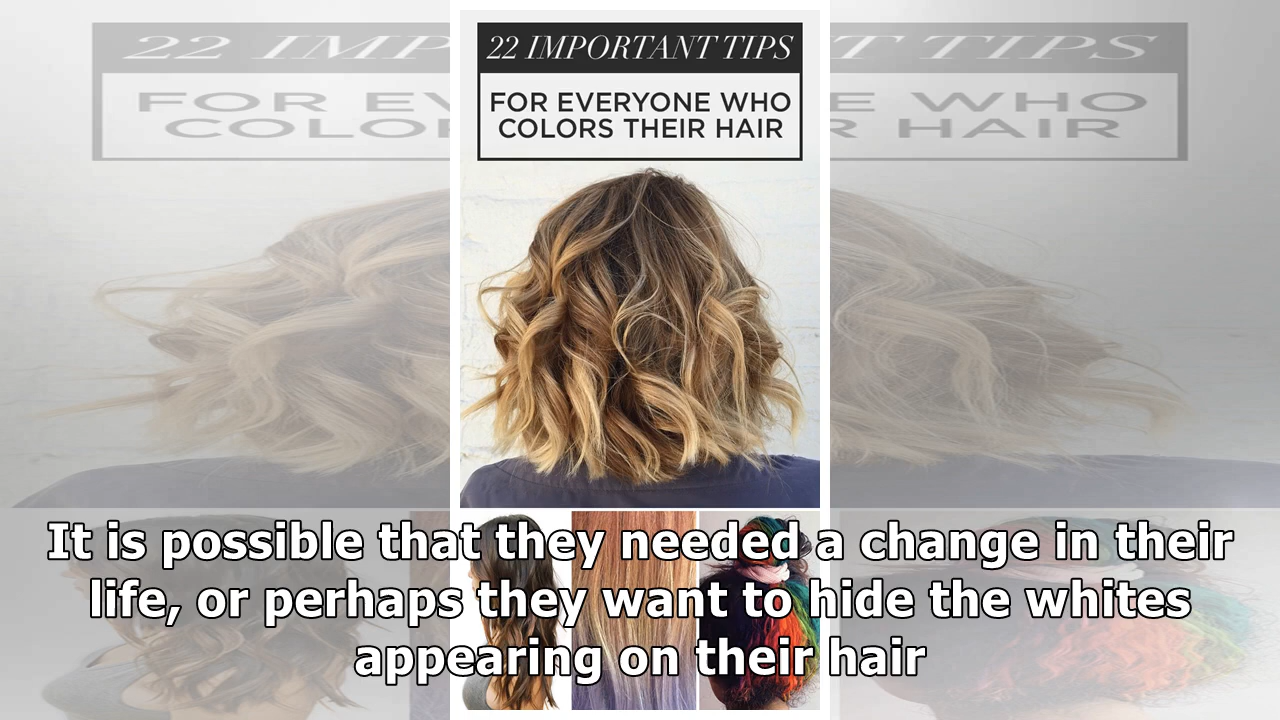 22 IMPORTANT TIPS
FOR EVERYONE WHO
COLORS THEIR HAIR
It is possible that they needed a change in their
life, or perhaps they want to hide the whites
appearing on their hair